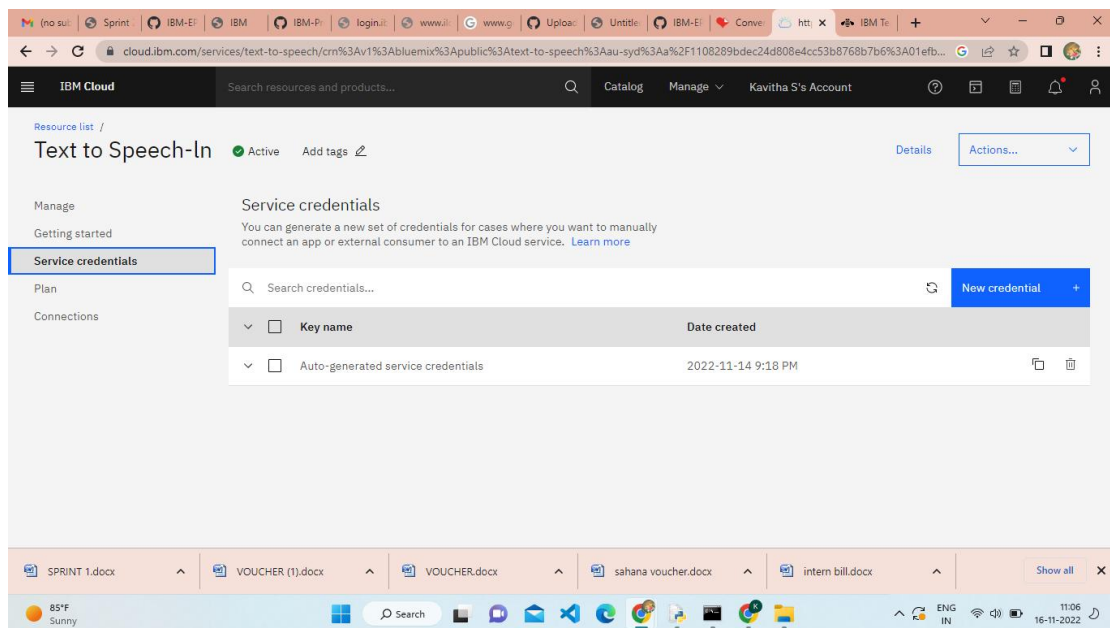 (no sub
Sprint
IBM-EF
IBM
IBM-Pr
login.it
www.il
www.g
Upload
Untitle
IBM-EF
Conve
http
IBM Te
cloud.ibm.com/services/text-to-speech/crn%3Av1%3Abluemix%3Apublic%3Atext-to-speech%3Aau-syd%3Aa%2F1108289bdec24d808e4cc53b8768b7b6%3A01efb...
IBM Cloud
Search resources and products...
Catalog
Manage
Kavitha S's Account
Resource list /
Text to Speech-ln
Active
Add tags
Details
Actions...
Manage
Getting started
Service credentials
Plan
Connections
Service credentials
You can generate a new set of credentials for cases where you want to manually
connect an app or external consumer to an IBM Cloud service. Learn more
Search credentials...
New credential +
Key name
Date created
Auto-generated service credentials
2022-11-14 9:18 PM
SPRINT 1.docx
VOUCHER (1).docx
VOUCHER.docx
sahana voucher.docx
intern bill.docx
Show all
85°F
Sunny
Search
ENG
IN
11:06
16-11-2022